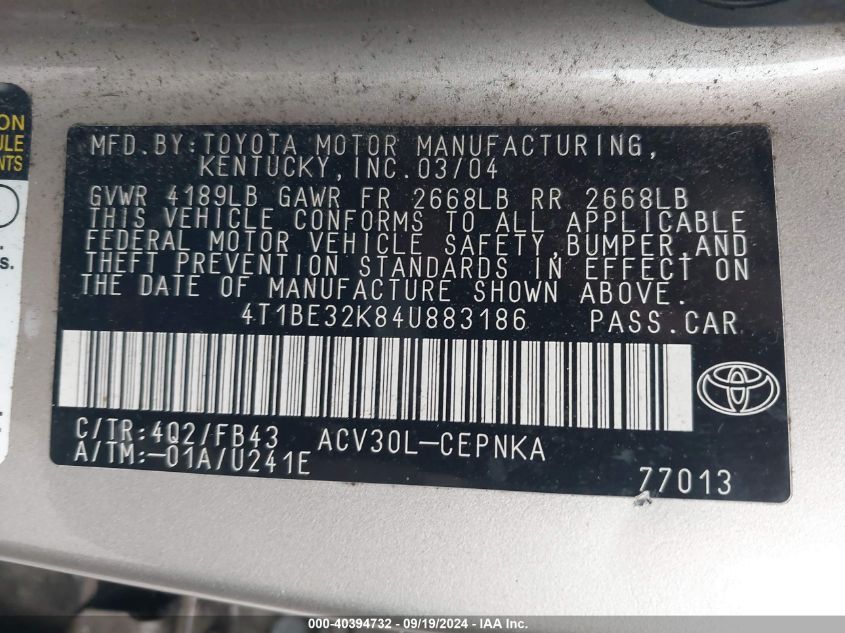 ON
ULE
NTS
MFD.BY:TOYOTA MOTOR MANUFACTURING,
KENTUCKY,INC.03/04
GVWR 4189LB GAWR FR 2668LB RR 2668LB
THIS VEHICLE CONFORMS TO ALL APPLICABLE
FEDERAL MOTOR VEHICLE SAFETY,BUMPER,AND
THEFT PREVENTION STANDARDS IN EFFECT ON
THE DATE OF MANUFACTURE SHOWN ABOVE.
4T1BE32K84U883186 PASS.CAR
C/TR:4Q2/FB43 ACV30L-CEPNKA
A/TM:-01A/U241E
77013
s.
000-40394732 - 09/19/2024 - IAA Inc.